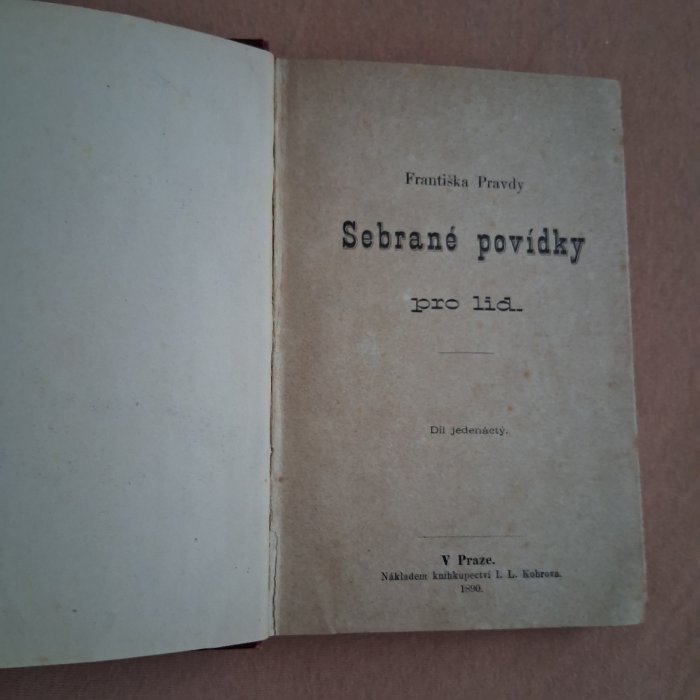 Františka Pravdy
Sebrané povídky
pro lid.
Díl jedenáctý.
V Praze.
Nákladem knihkupectví I. L. Kobrova.
1890.